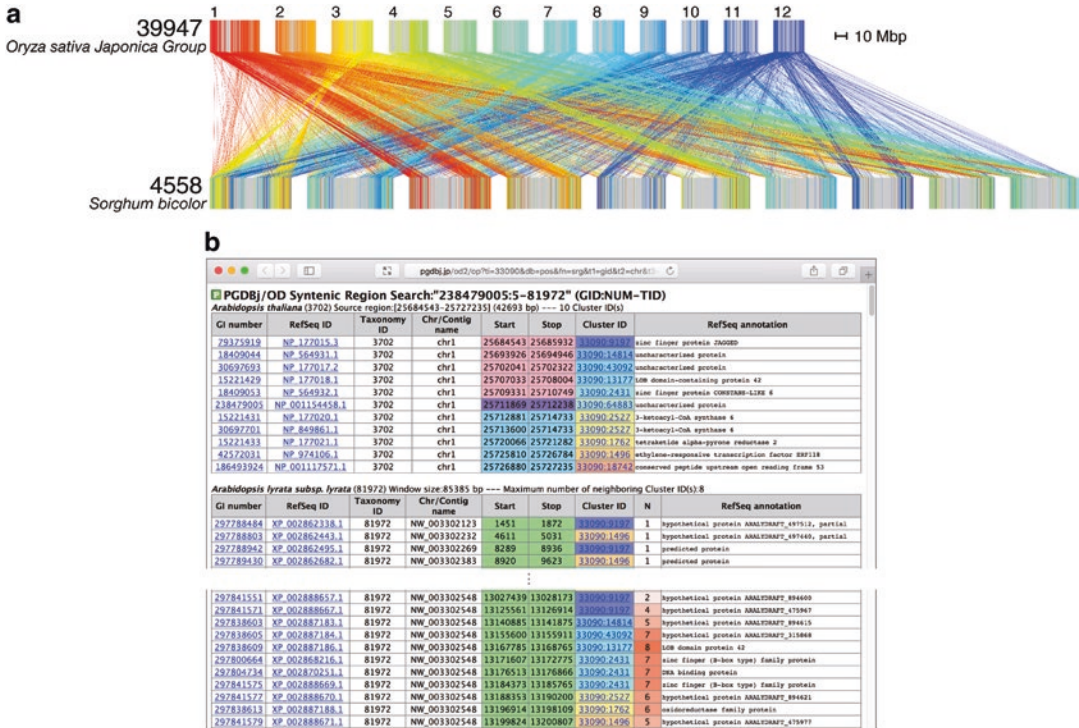 a
1 2 3 4 5 6 7 8 9 10 11 12
39947
Oryza sativa Japonica Group
10 Mbp
4558
Sorghum bicolor
b
pgdbj.jp/od2/op?ti=33090&db=pos&fn=srg&t1=gid&t2=chr&t3
PGDBj/OD Syntenic Region Search:"238479005:5-81972" (GID:NUM-TID)
Arabidopsis thaliana (3702) Source region:[25684543-25727235] (42693 bp) --- 10 Cluster ID(s)
GI number RefSeq ID Taxonomy ID Chr/Contig name Start Stop Cluster ID RefSeq annotation
79375919 NP_177015.3 3702 chr1 25684543 25685932 33090:9197 zinc finger protein JAGGED
18409044 NP_564931.1 3702 chr1 25693926 25694946 33090:14814 uncharacterized protein
30697693 NP_177017.2 3702 chr1 25702041 25702322 33090:43092 uncharacterized protein
15221429 NP_177018.1 3702 chr1 25707033 25708004 33090:13177 LOB domain-containing protein 42
18409053 NP_564932.1 3702 chr1 25709331 25710749 33090:2431 zinc finger protein CONSTANS-LIKE 6
238479005 NP_001154458.1 3702 chr1 25711869 25712238 33090:64883 uncharacterized protein
15221431 NP_177020.1 3702 chr1 25712881 25714733 33090:2527 3-ketoacyl-CoA synthase 6
30697701 NP_849861.1 3702 chr1 25713600 25714733 33090:2527 3-ketoacyl-CoA synthase 6
15221433 NP_177021.1 3702 chr1 25720066 25721282 33090:1762 tetraketide alpha-pyrone reductase 2
42572031 NP_974106.1 3702 chr1 25725810 25726784 33090:1496 ethylene-responsive transcription factor ERF118
186493924 NP_001117571.1 3702 chr1 25726880 25727235 33090:18742 conserved peptide upstream open reading frame 53
Arabidopsis lyrata subsp. lyrata (81972) Window size:85385 bp --- Maximum number of neighboring Cluster ID(s):8
GI number RefSeq ID Taxonomy ID Chr/Contig name Start Stop Cluster ID N RefSeq annotation
297788484 XP_002862338.1 81972 NW_003302123 1451 1872 33090:9197 1 hypothetical protein ARALYDRAFT_497512, partial
297788803 XP_002862443.1 81972 NW_003302232 4611 5031 33090:1496 1 hypothetical protein ARALYDRAFT_497640, partial
297788942 XP_002862495.1 81972 NW_003302269 8289 8936 33090:9197 1 predicted protein
297789430 XP_002862682.1 81972 NW_003302383 8920 9623 33090:1496 1 predicted protein
⋮
297841551 XP_002888657.1 81972 NW_003302548 13027439 13028173 33090:9197 2 hypothetical protein ARALYDRAFT_894600
297841571 XP_002888667.1 81972 NW_003302548 13125561 13126914 33090:9197 4 hypothetical protein ARALYDRAFT_475967
297838603 XP_002887183.1 81972 NW_003302548 13140885 13141875 33090:14814 5 hypothetical protein ARALYDRAFT_894615
297838605 XP_002887184.1 81972 NW_003302548 13155600 13155911 33090:43092 7 hypothetical protein ARALYDRAFT_315868
297838609 XP_002887186.1 81972 NW_003302548 13167785 13168765 33090:13177 8 LOB domain protein 42
297800664 XP_002868216.1 81972 NW_003302548 13171607 13172775 33090:2431 7 zinc finger (B-box type) family protein
297804734 XP_002870251.1 81972 NW_003302548 13176513 13176866 33090:2431 7 DNA binding protein
297841575 XP_002888669.1 81972 NW_003302548 13184373 13185765 33090:2431 7 zinc finger (B-box type) family protein
297841577 XP_002888670.1 81972 NW_003302548 13188353 13190200 33090:2527 6 hypothetical protein ARALYDRAFT_894621
297838613 XP_002887188.1 81972 NW_003302548 13196914 13198109 33090:1762 6 oxidoreductase family protein
297841579 XP_002888671.1 81972 NW_003302548 13199824 13200807 33090:1496 5 hypothetical protein ARALYDRAFT_475977